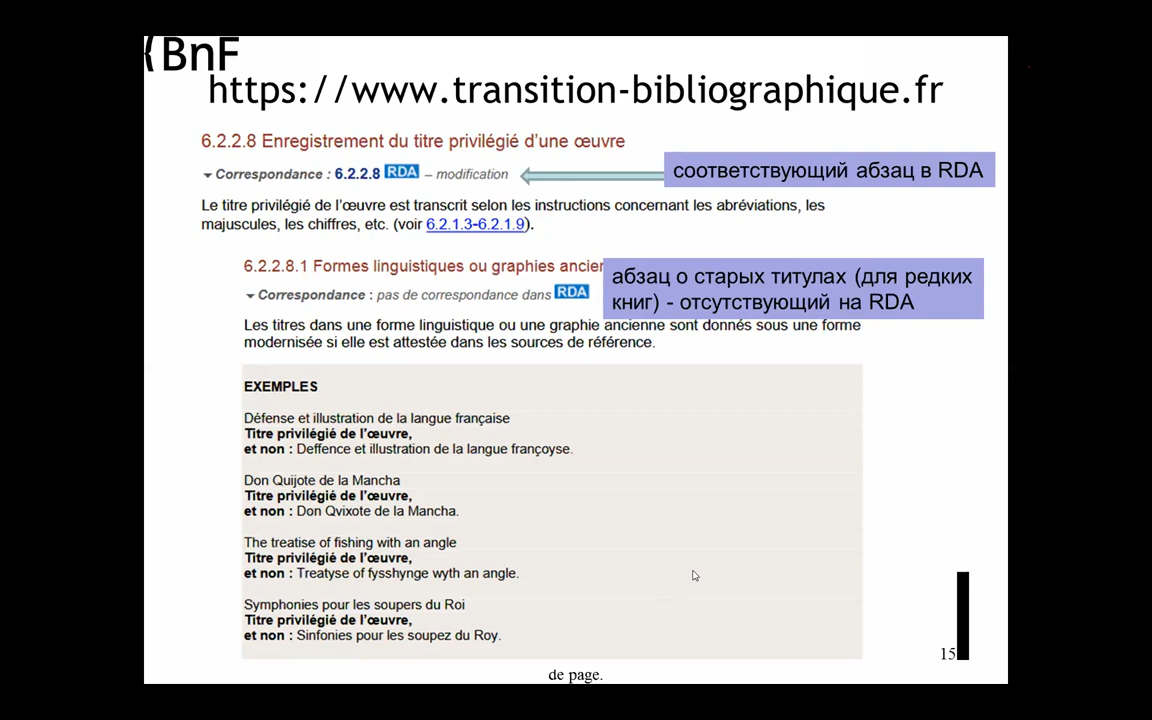 BnF
https://www.transition-bibliographique.fr
6.2.2.8 Enregistrement du titre privilégié d'une œuvre
Correspondance : 6.2.2.8 RDA – modification
соответствующий абзац в RDA
Le titre privilégié de l'œuvre est transcrit selon les instructions concernant les abréviations, les
majuscules, les chiffres, etc. (voir 6.2.1.3-6.2.1.9).
6.2.2.8.1 Formes linguistiques ou graphies
Correspondance : pas de correspondance dans RDA
абзац о старых титулах (для редких
книг) - отсутствующий на RDA
Les titres dans une forme linguistique ou une graphie ancienne sont donnés sous une forme
modernisée si elle est attestée dans les sources de référence.
EXEMPLES
Défense et illustration de la langue française
Titre privilégié de l'œuvre,
et non : Deffence et illustration de la langue françoyse.
Don Quijote de la Mancha
Titre privilégié de l'œuvre,
et non : Don Qvixote de la Mancha.
The treatise of fishing with an angle
Titre privilégié de l'œuvre,
et non : Treatyse of fysshynge wyth an angle.
Symphonies pour les soupers du Roi
Titre privilégié de l'œuvre,
et non : Sinfonies pour les soupez du Roy.
15
de page.